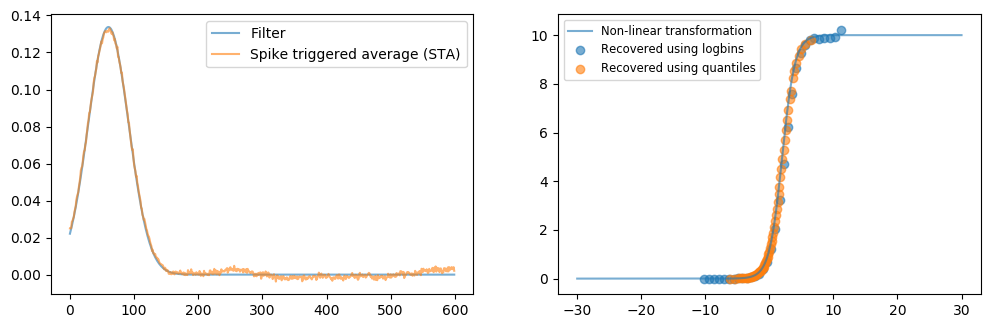 Filter
Spike triggered average (STA)
0.14
0.12
0.10
0.08
0.06
0.04
0.02
0.00
0 100 200 300 400 500 600
Non-linear transformation
Recovered using logbins
Recovered using quantiles
10
8
6
4
2
0
−30 −20 −10 0 10 20 30